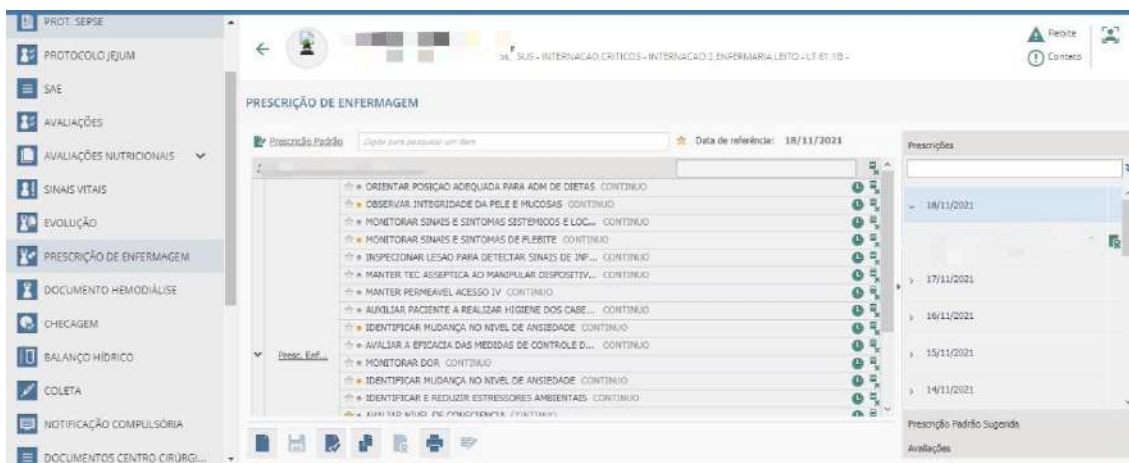 PROT. SEPSE
PROTOCOLO JEJUM
SAE
AVALIAÇÕES
AVALIAÇÕES NUTRICIONAIS
SINAIS VITAIS
EVOLUÇÃO
PRESCRIÇÃO DE ENFERMAGEM
DOCUMENTO HEMODIÁLISE
CHECAGEM
BALANÇO HÍDRICO
COLETA
NOTIFICAÇÃO COMPULSÓRIA
DOCUMENTOS CENTRO CIRÚRGI...
SUS - INTERNACAO CRITICOS - INTERNACAO 2 ENFERMARIA LEITO - LT 61 1B -
Contato
PRESCRIÇÃO DE ENFERMAGEM
Prescrição Padrão
Digite para pesquisar um item
Data de referência: 18/11/2021
ORIENTAR POSIÇAO ADEQUADA PARA ADM DE DIETAS CONTINUO
OBSERVAR INTEGRIDADE DA PELE E MUCOSAS CONTINUO
MONITORAR SINAIS E SINTOMAS SISTEMICOS E LOC... CONTINUO
MONITORAR SINAIS E SINTOMAS DE FLEBITE CONTINUO
INSPECIONAR LESAO PARA DETECTAR SINAIS DE INF... CONTINUO
MANTER TEC ASSEPTICA AO MANIPULAR DISPOSITIV... CONTINUO
MANTER PERMEAVEL ACESSO IV CONTINUO
AUXILIAR PACIENTE A REALIZAR HIGIENE DOS CABE... CONTINUO
IDENTIFICAR MUDANÇA NO NIVEL DE ANSIEDADE CONTINUO
AVALIAR A EFICACIA DAS MEDIDAS DE CONTROLE D... CONTINUO
Presc. Enf...
MONITORAR DOR CONTINUO
IDENTIFICAR MUDANÇA NO NIVEL DE ANSIEDADE CONTINUO
IDENTIFICAR E REDUZIR ESTRESSORES AMBIENTAIS CONTINUO
AVALIAR NIVEL DE CONSCIENCIA CONTINUO
Prescrições
18/11/2021
17/11/2021
16/11/2021
15/11/2021
14/11/2021
Prescrição Padrão Sugerida
Avaliações